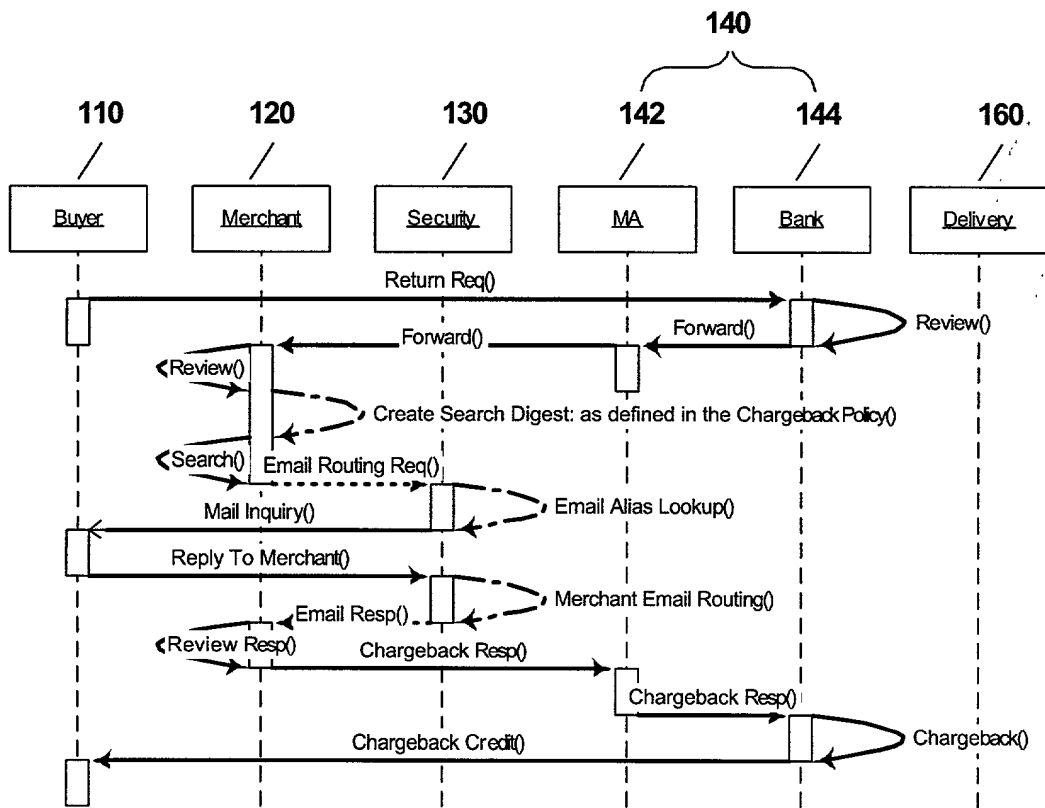 140
110 120 130 142 144 160
Buyer Merchant Security MA Bank Delivery
Return Req()
Review()
Forward() Forward()
Review()
Create Search Digest: as defined in the Chargeback Policy()
Search() Email Routing Req()
Email Alias Lookup()
Mail Inquiry()
Reply To Merchant()
Merchant Email Routing()
Email Resp()
Review Resp() Chargeback Resp()
Chargeback Resp()
Chargeback()
Chargeback Credit()